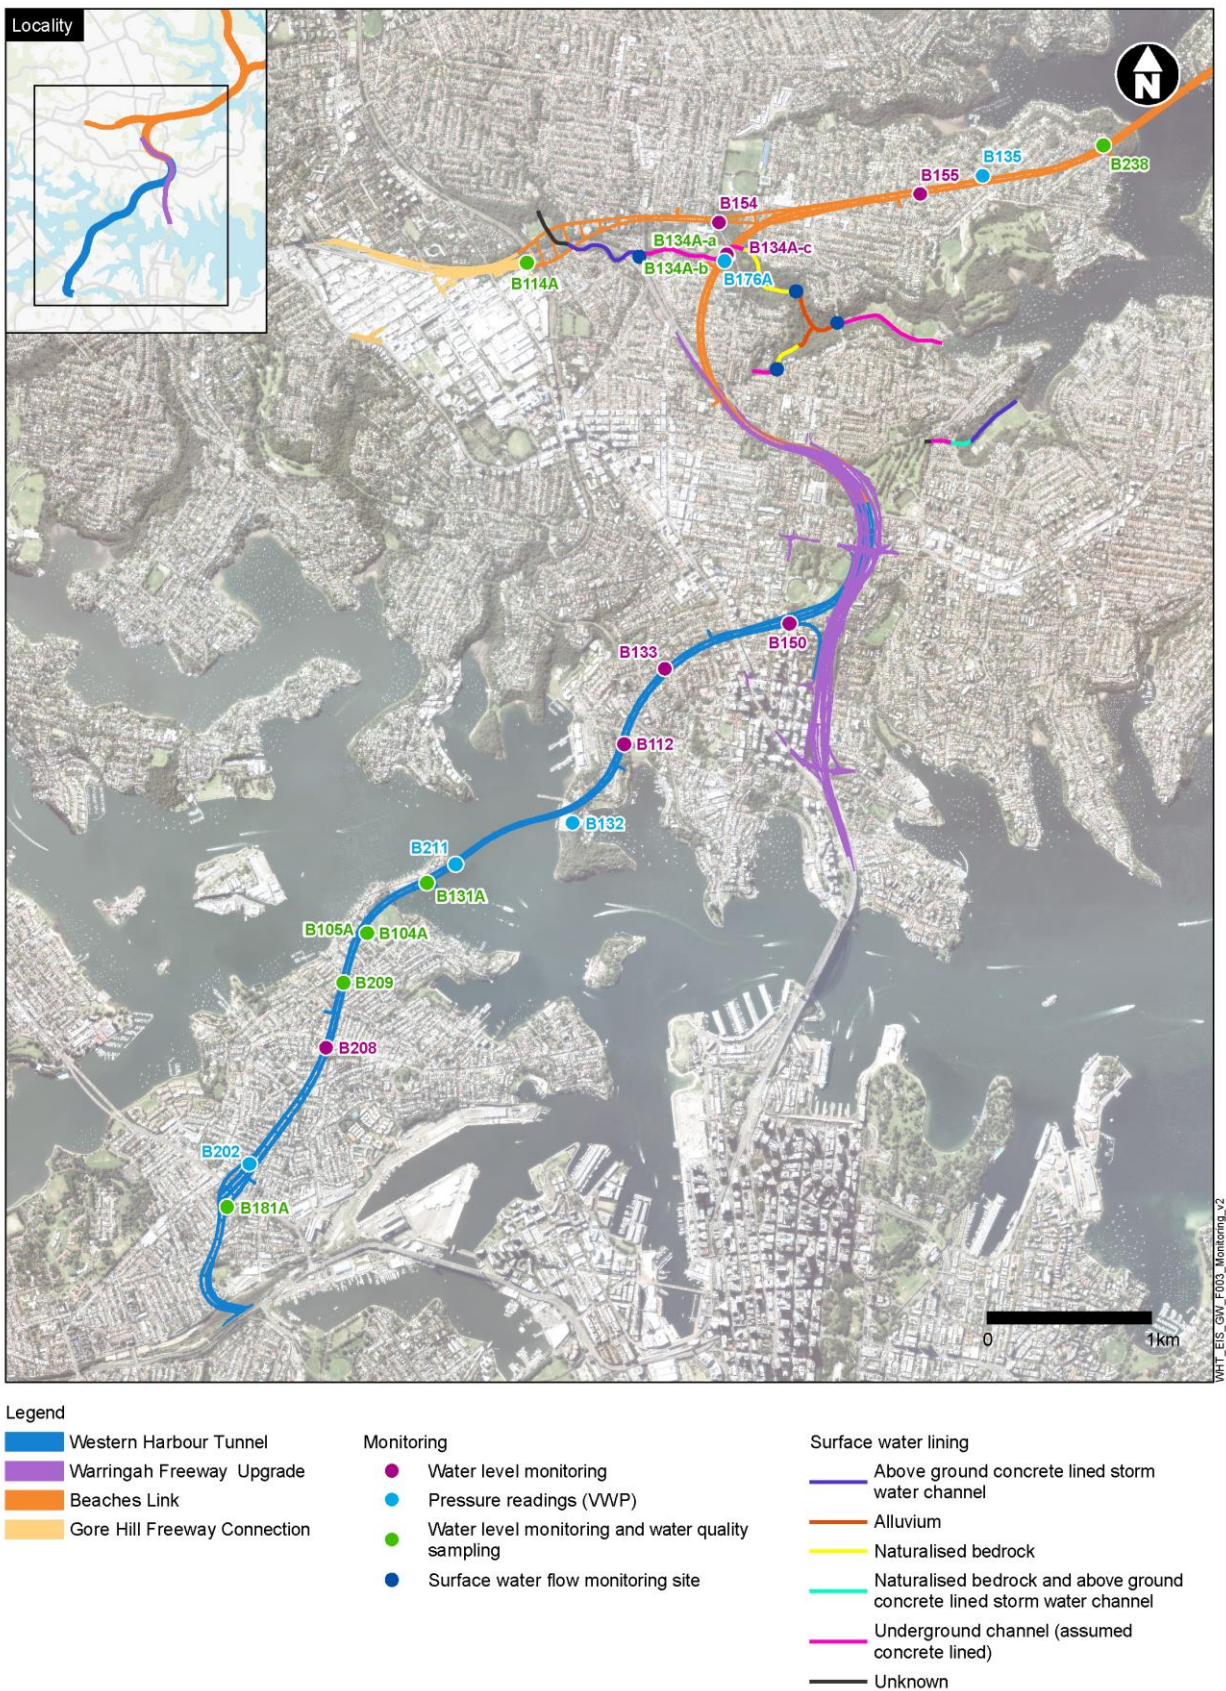 Locality
N
B135
B238
B155
B154
B134A-a
B134A-c
B134A-b
B176A
B114A
B150
B133
B112
B132
B211
B131A
B105A
B104A
B209
B208
B202
B181A
0
1km
WHT_EIS_GW_F003_Monitoring_v2
Legend
Western Harbour Tunnel
Warringah Freeway Upgrade
Beaches Link
Gore Hill Freeway Connection
Monitoring
Water level monitoring
Pressure readings (VWP)
Water level monitoring and water quality
sampling
Surface water flow monitoring site
Surface water lining
Above ground concrete lined storm
water channel
Alluvium
Naturalised bedrock
Naturalised bedrock and above ground
concrete lined storm water channel
Underground channel (assumed
concrete lined)
Unknown